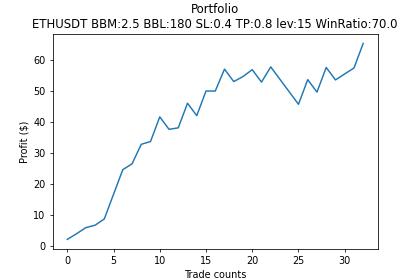 Portfolio
ETHUSDT BBM:2.5 BBL:180 SL:0.4 TP:0.8 lev:15 WinRatio:70.0
Profit ($)
60
50
40
30
20
10
0
0 5 10 15 20 25 30
Trade counts